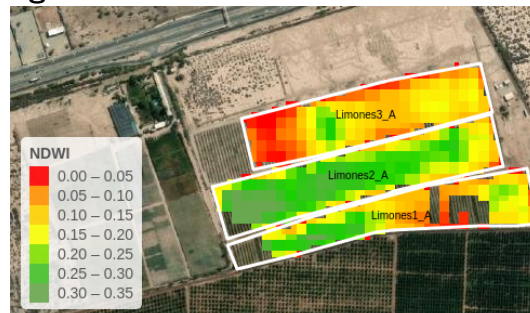 Limones3_A
Limones2_A
Limones1_A
NDWI
0.00 – 0.05
0.05 – 0.10
0.10 – 0.15
0.15 – 0.20
0.20 – 0.25
0.25 – 0.30
0.30 – 0.35